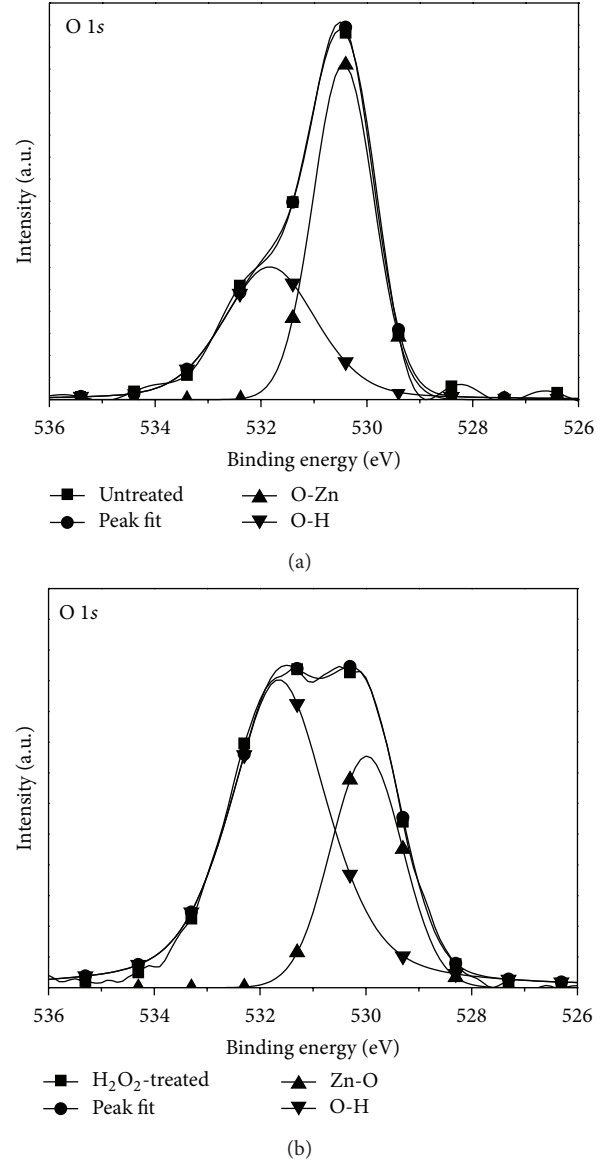 O 1s
Intensity (a.u.)
536 534 532 530 528 526
Binding energy (eV)
Untreated O-Zn
Peak fit O-H
(a)
O 1s
Intensity (a.u.)
536 534 532 530 528 526
Binding energy (eV)
H₂O₂-treated Zn-O
Peak fit O-H
(b)